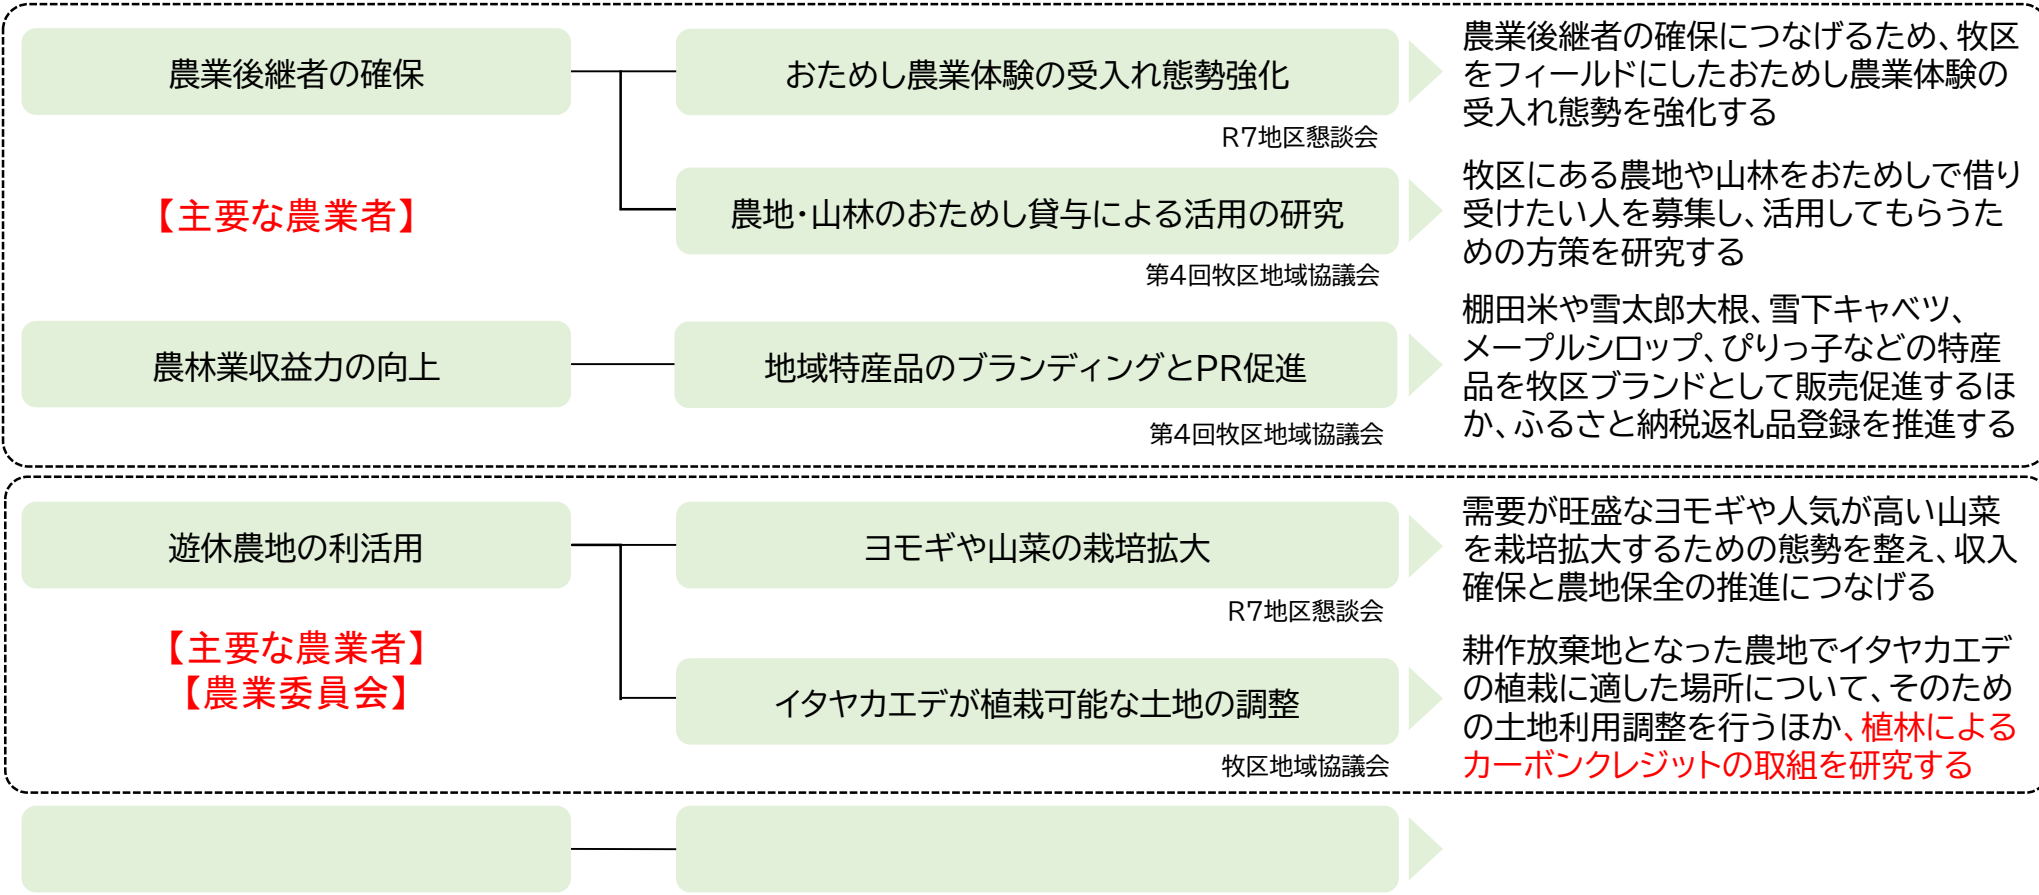 農業後継者の確保
おためし農業体験の受入れ態勢強化
R7地区懇談会
農業後継者の確保につなげるため、牧区
をフィールドにしたおためし農業体験の
受入れ態勢を強化する
【主要な農業者】
農地・山林のおためし貸与による活用の研究
第4回牧区地域協議会
牧区にある農地や山林をおためしで借り
受けたい人を募集し、活用してもらうた
めの方策を研究する
農林業収益力の向上
地域特産品のブランディングとPR促進
第4回牧区地域協議会
棚田米や雪太郎大根、雪下キャベツ、
メープルシロップ、ぴりっ子などの特産
品を牧区ブランドとして販売促進するほ
か、ふるさと納税返礼品登録を推進する
遊休農地の利活用
ヨモギや山菜の栽培拡大
R7地区懇談会
需要が旺盛なヨモギや人気が高い山菜
を栽培拡大するための態勢を整え、収入
確保と農地保全の推進につなげる
【主要な農業者】
【農業委員会】
イタヤカエデが植栽可能な土地の調整
牧区地域協議会
耕作放棄地となった農地でイタヤカエデ
の植栽に適した場所について、そのため
の土地利用調整を行うほか、植林による
カーボンクレジットの取組を研究する